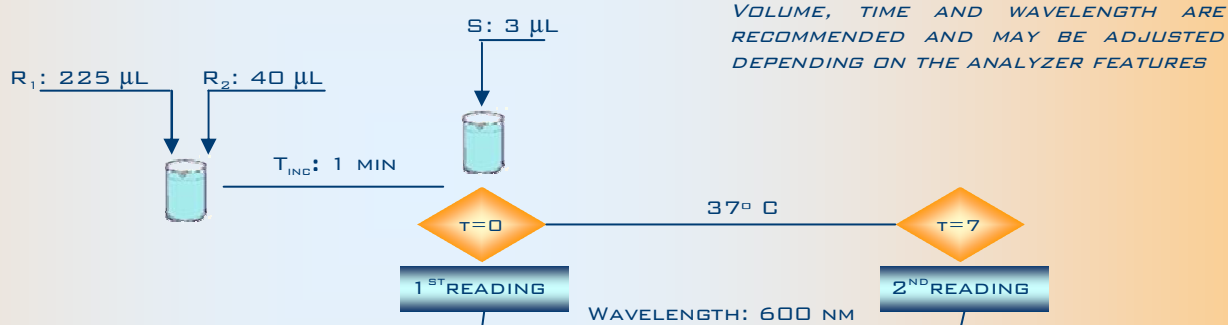 VOLUME, TIME AND WAVELENGTH ARE
RECOMMENDED AND MAY BE ADJUSTED
DEPENDING ON THE ANALYZER FEATURES
S: 3 µL
R₁: 225 µL
R₂: 40 µL
TINC: 1 MIN
37º C
T=0
T=7
1ST READING
2ND READING
WAVELENGTH: 600 NM